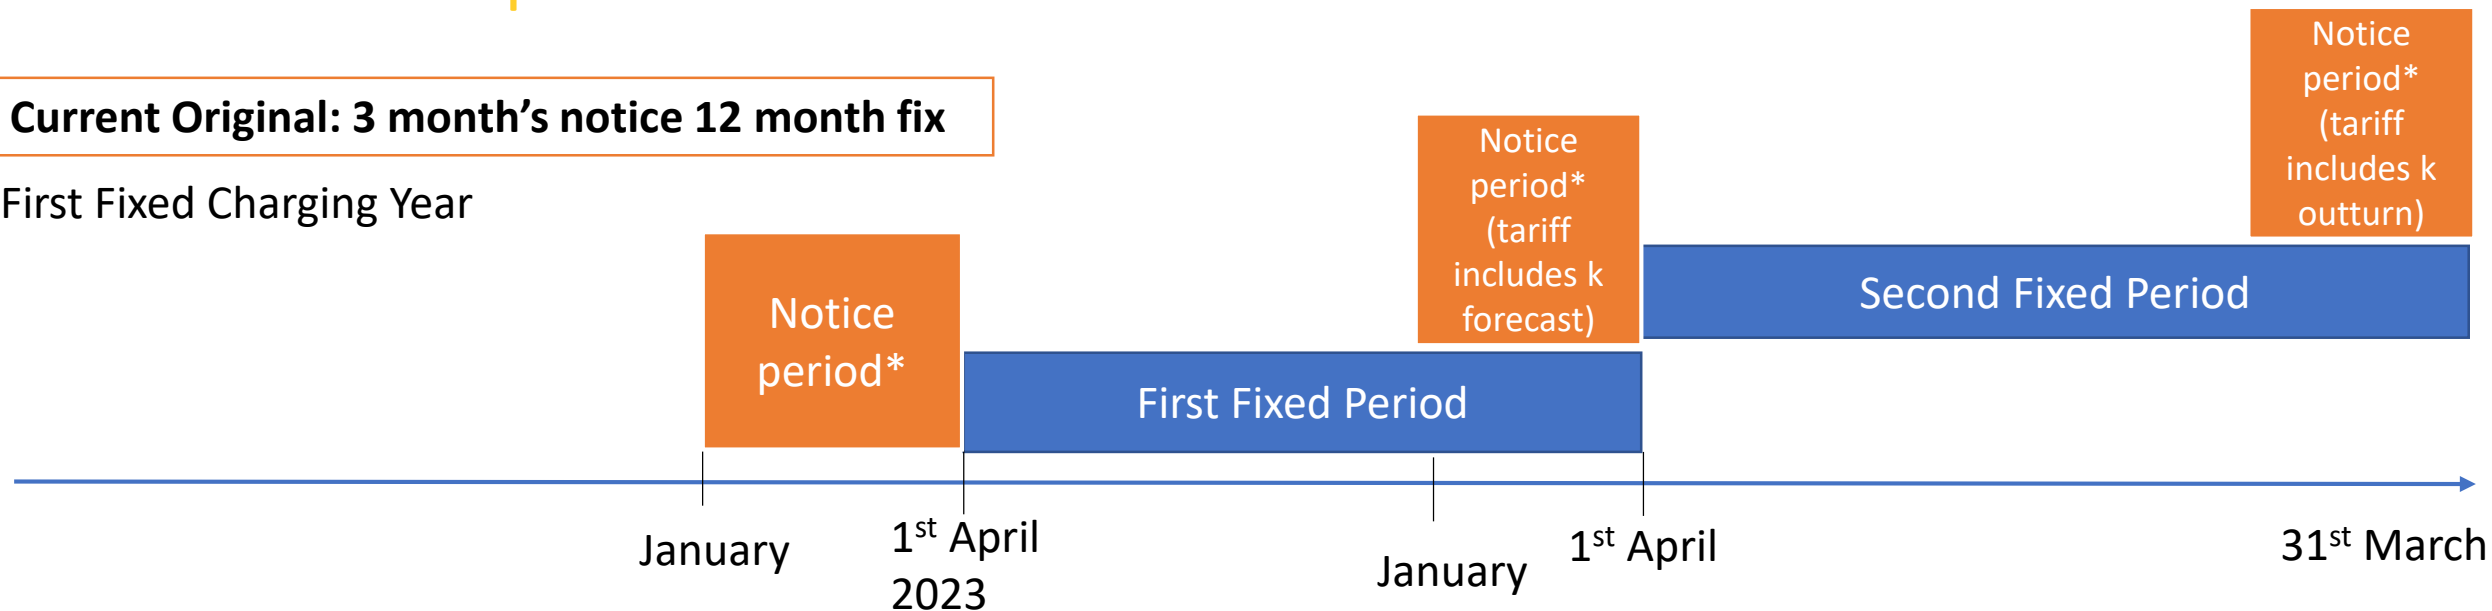 Current Original: 3 month’s notice 12 month fix
First Fixed Charging Year
Notice
period*
First Fixed Period
Notice
period*
(tariff
includes k
forecast)
Second Fixed Period
Notice
period*
(tariff
includes k
outturn)
January
1st April
2023
January
1st April
31st March